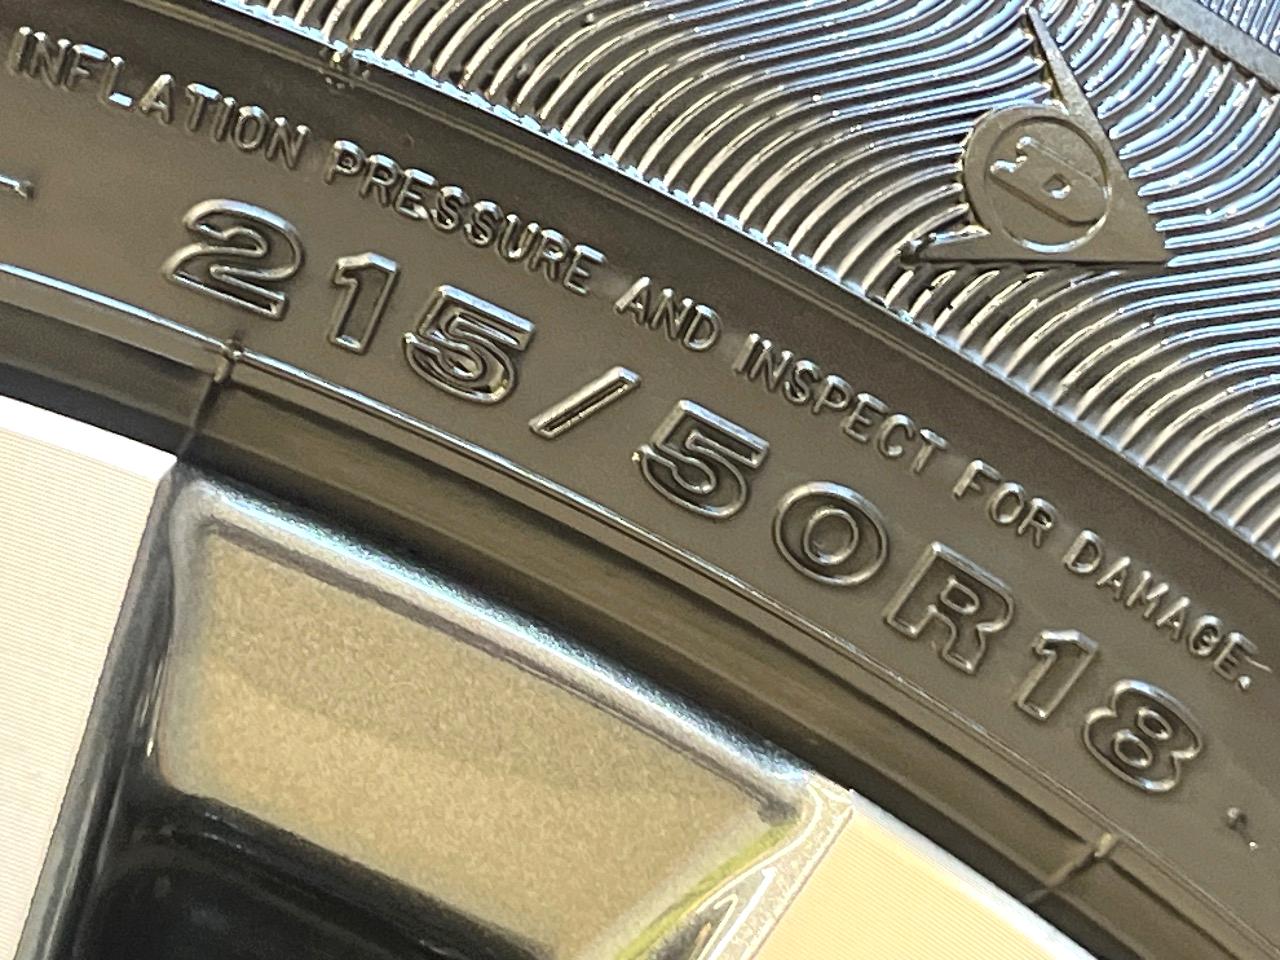 INFLATION PRESSURE AND INSPECT FOR DAMAGE.
215/50R18